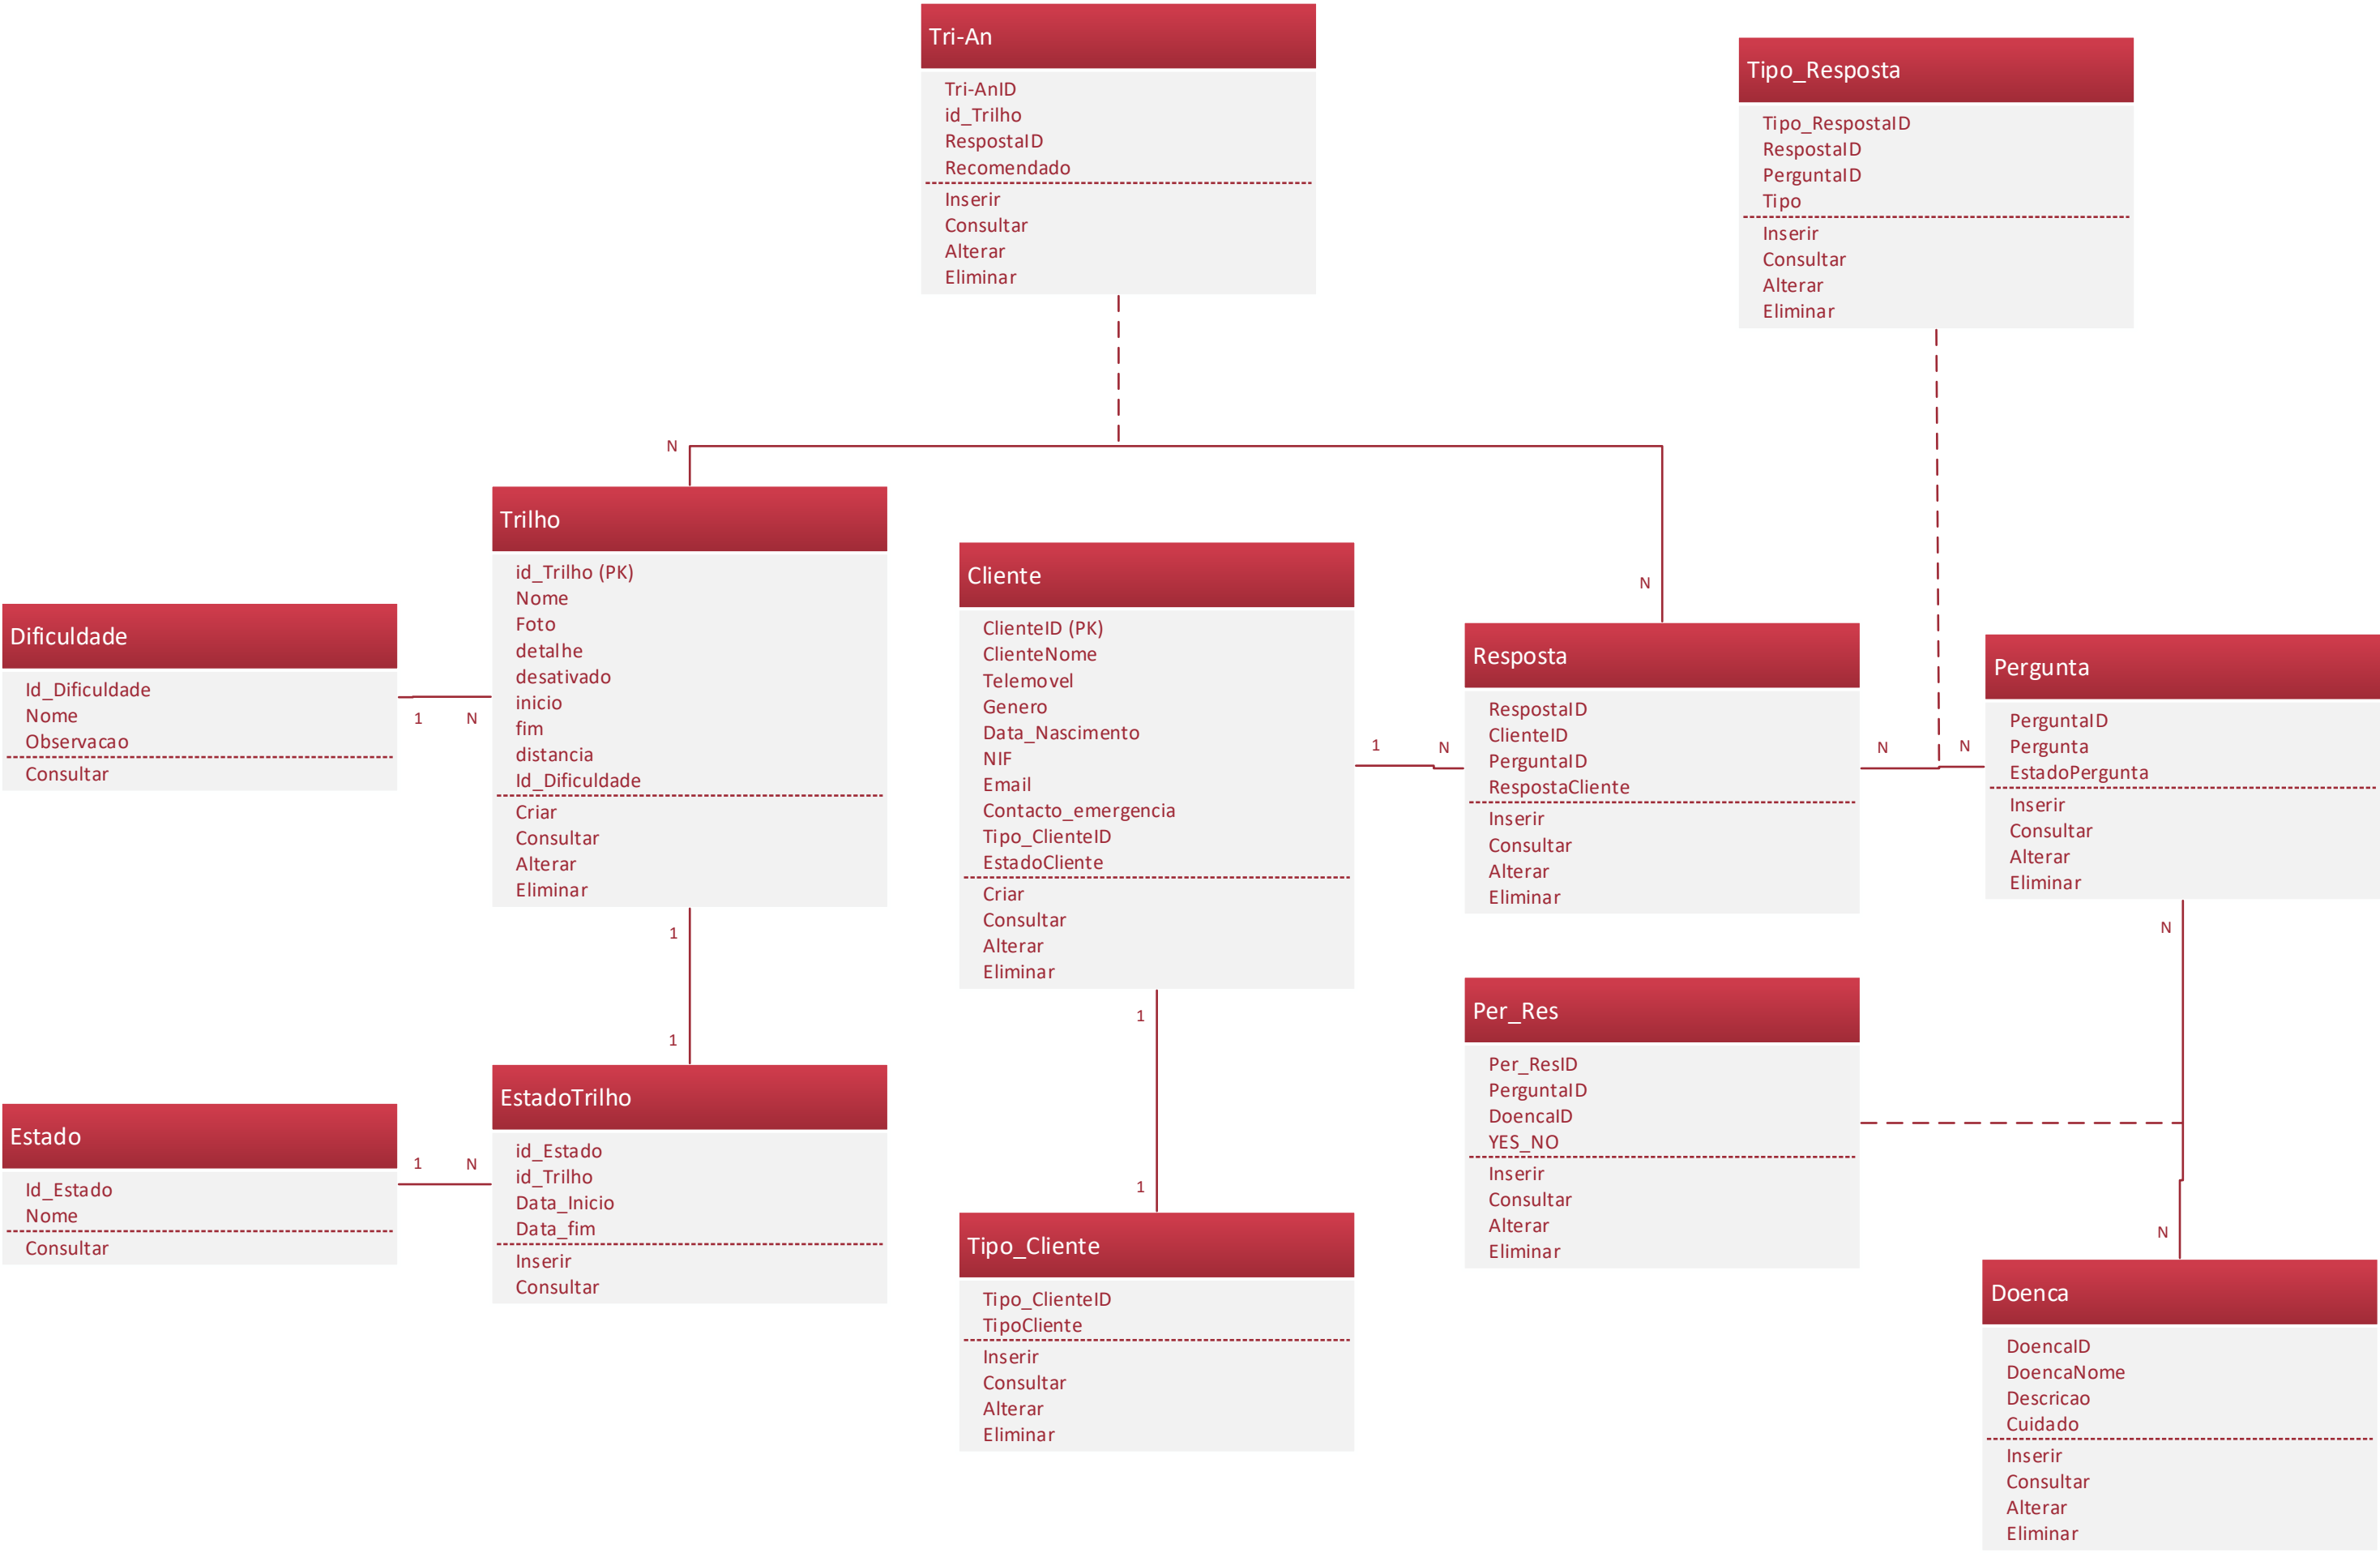 Tri-An
Tri-AnID
id_Trilho
RespostaID
Recomendado
Inserir
Consultar
Alterar
Eliminar
Tipo_Resposta
Tipo_RespostaID
RespostaID
PerguntaID
Tipo
Inserir
Consultar
Alterar
Eliminar
N
N
Trilho
id_Trilho (PK)
Nome
Foto
detalhe
desativado
inicio
fim
distancia
Id_Dificuldade
Criar
Consultar
Alterar
Eliminar
Dificuldade
Id_Dificuldade
Nome
Observacao
Consultar
1
N
Cliente
ClienteID (PK)
ClienteNome
Telemovel
Genero
Data_Nascimento
NIF
Email
Contacto_emergencia
Tipo_ClienteID
EstadoCliente
Criar
Consultar
Alterar
Eliminar
1
N
Resposta
RespostaID
ClienteID
PerguntaID
RespostaCliente
Inserir
Consultar
Alterar
Eliminar
N
N
Pergunta
PerguntaID
Pergunta
EstadoPergunta
Inserir
Consultar
Alterar
Eliminar
1
1
1
1
N
N
Estado
Id_Estado
Nome
Consultar
1
N
EstadoTrilho
id_Estado
id_Trilho
Data_Inicio
Data_fim
Inserir
Consultar
Tipo_Cliente
Tipo_ClienteID
TipoCliente
Inserir
Consultar
Alterar
Eliminar
Per_Res
Per_ResID
PerguntaID
DoencaID
YES_NO
Inserir
Consultar
Alterar
Eliminar
Doenca
DoencaID
DoencaNome
Descricao
Cuidado
Inserir
Consultar
Alterar
Eliminar